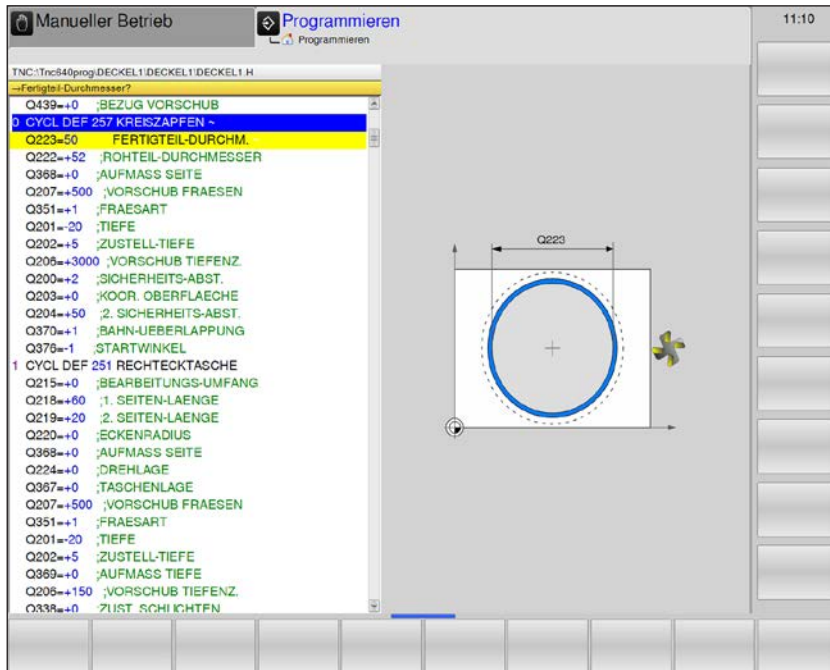 Manueller Betrieb
Programmieren
Programmieren
11:10
TNC:\Tnc640prog\DECKEL1\DECKEL1\DECKEL1.H
→Fertigteil-Durchmesser?
Q439=+0 ;BEZUG VORSCHUB
0 CYCL DEF 257 KREISZAPFEN ~
Q223=50 FERTIGTEIL-DURCHM. ~
Q222=+52 ;ROHTEIL-DURCHMESSER
Q368=+0 ;AUFMASS SEITE
Q207=+500 ;VORSCHUB FRAESEN
Q351=+1 ;FRAESART
Q201=-20 ;TIEFE
Q202=+5 ;ZUSTELL-TIEFE
Q206=+3000 ;VORSCHUB TIEFENZ.
Q200=+2 ;SICHERHEITS-ABST.
Q203=+0 ;KOOR. OBERFLAECHE
Q204=+50 ;2. SICHERHEITS-ABST.
Q370=+1 ;BAHN-UEBERLAPPUNG
Q376=-1 ;STARTWINKEL
1 CYCL DEF 251 RECHTECKTASCHE
Q215=+0 ;BEARBEITUNGS-UMFANG
Q218=+60 ;1. SEITEN-LAENGE
Q219=+20 ;2. SEITEN-LAENGE
Q220=+0 ;ECKENRADIUS
Q368=+0 ;AUFMASS SEITE
Q224=+0 ;DREHLAGE
Q367=+0 ;TASCHENLAGE
Q207=+500 ;VORSCHUB FRAESEN
Q351=+1 ;FRAESART
Q201=-20 ;TIEFE
Q202=+5 ;ZUSTELL-TIEFE
Q369=+0 ;AUFMASS TIEFE
Q206=+150 ;VORSCHUB TIEFENZ.
Q338=+0 ;ZUST. SCHLICHTEN
Q223